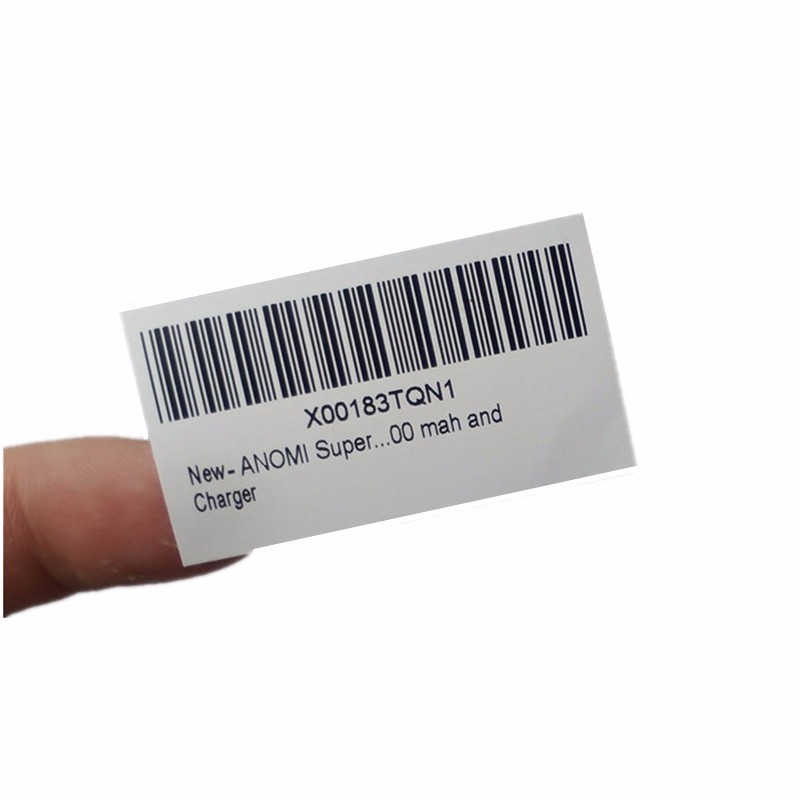 X00183TQN1
New- ANOMI Super...00 mah and
Charger